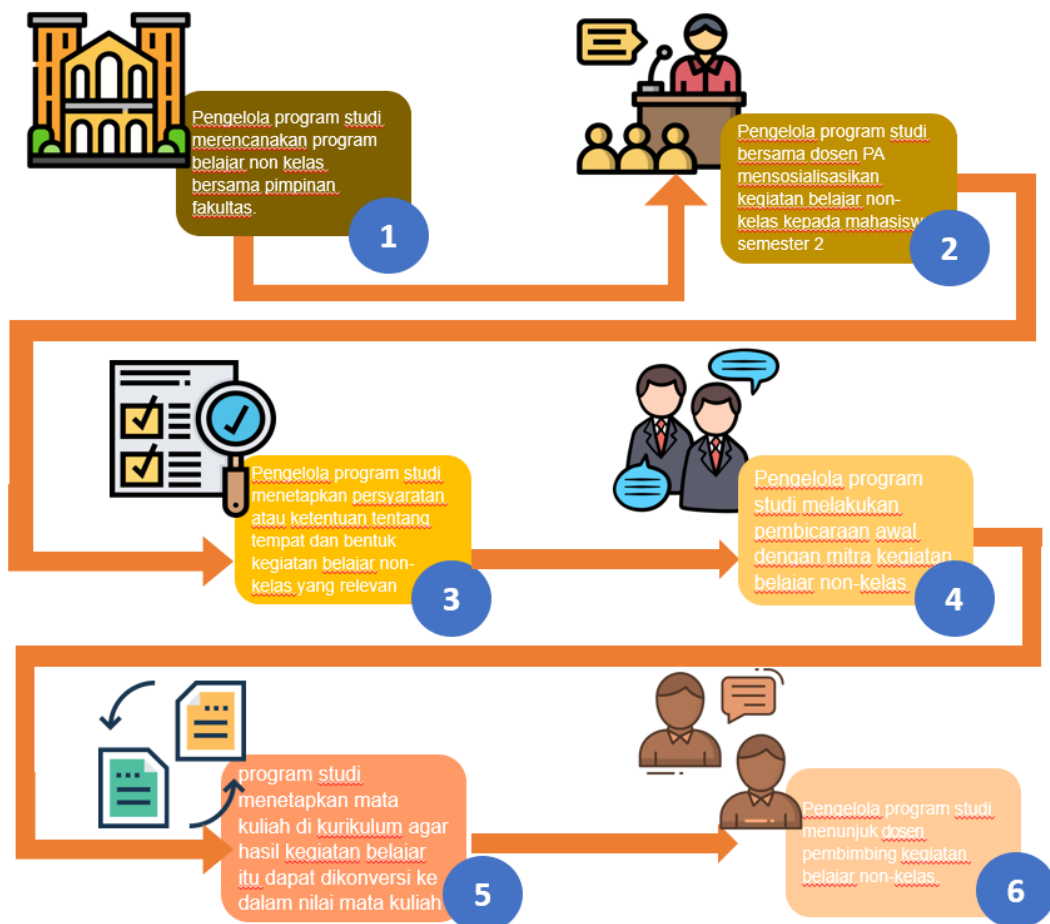 Pengelola program studi
merencanakan program
belajar non kelas
bersama pimpinan
fakultas.
1
Pengelola program studi
bersama dosen PA
mensosialisasikan
kegiatan belajar non-
kelas kepada
semester 2
2
Pengelola program studi
menetapkan persyaratan
atau ketentuan tentang
tempat dan bentuk
kegiatan belajar non-
kelas yang relevan
3
Pengelola program
studi melakukan
pembicaraan awal
dengan mitra kegiatan
belajar non-kelas
4
program studi
menetapkan mata
kuliah di kurikulum agar
hasil kegiatan belajar
itu dapat dikonversi ke
dalam nilai mata kuliah
5
Pengelola program studi
menunjuk dosen
pembimbing kegiatan
belajar non-kelas.
6